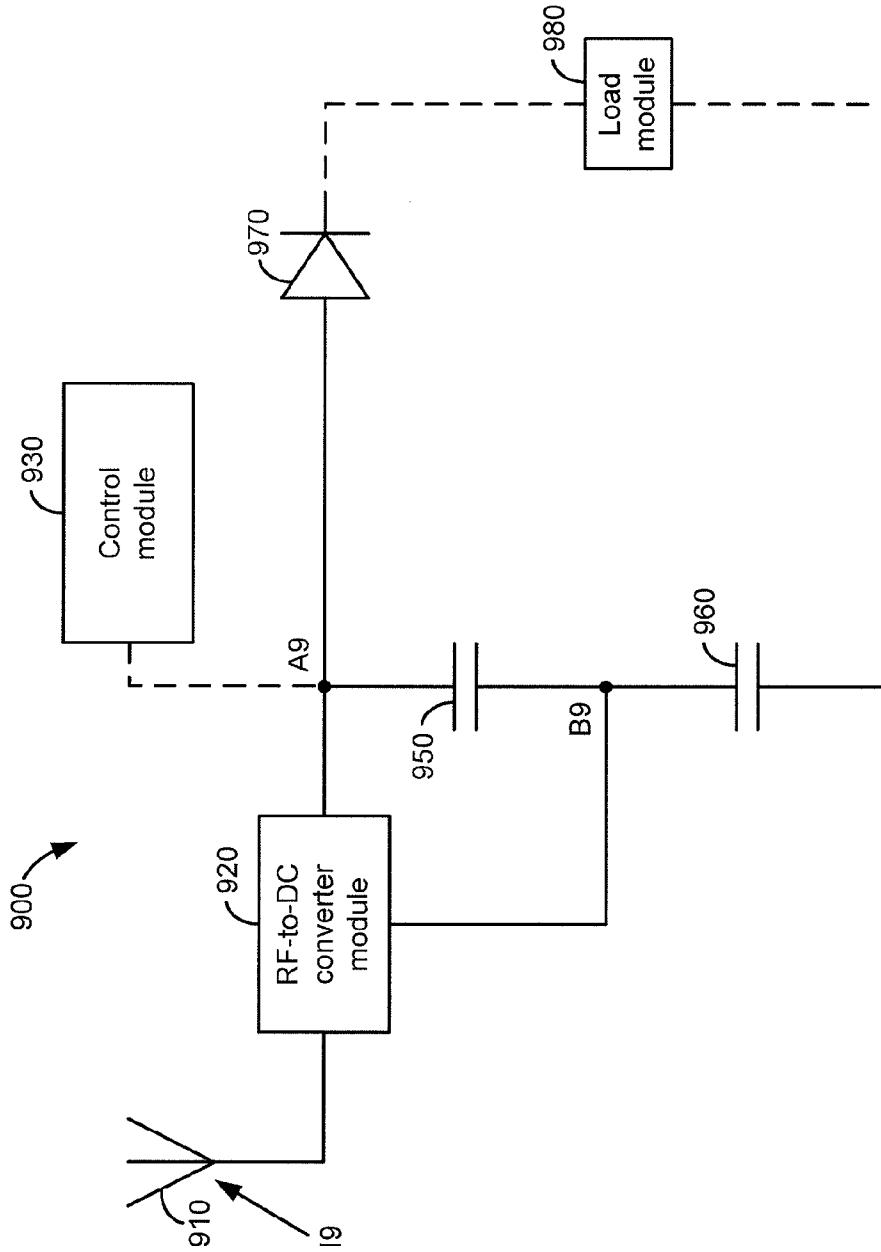 900
910
I9
920
RF-to-DC
converter
module
930
Control
module
A9
950
B9
960
970
980
Load
module